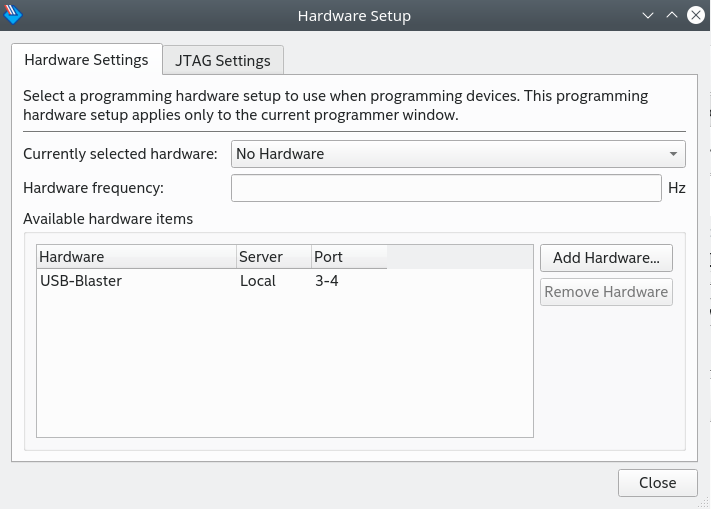 Hardware Setup
Hardware Settings
JTAG Settings
Select a programming hardware setup to use when programming devices. This programming
hardware setup applies only to the current programmer window.
Currently selected hardware: No Hardware
Hardware frequency: Hz
Available hardware items
Hardware Server Port
USB-Blaster Local 3-4
Add Hardware...
Remove Hardware
Close